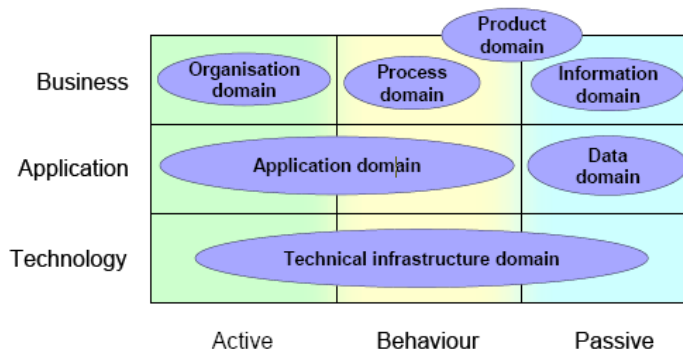 Product
domain
Business
Organisation
domain
Process
domain
Information
domain
Application
Application domain
Data
domain
Technology
Technical infrastructure domain
Active
Behaviour
Passive